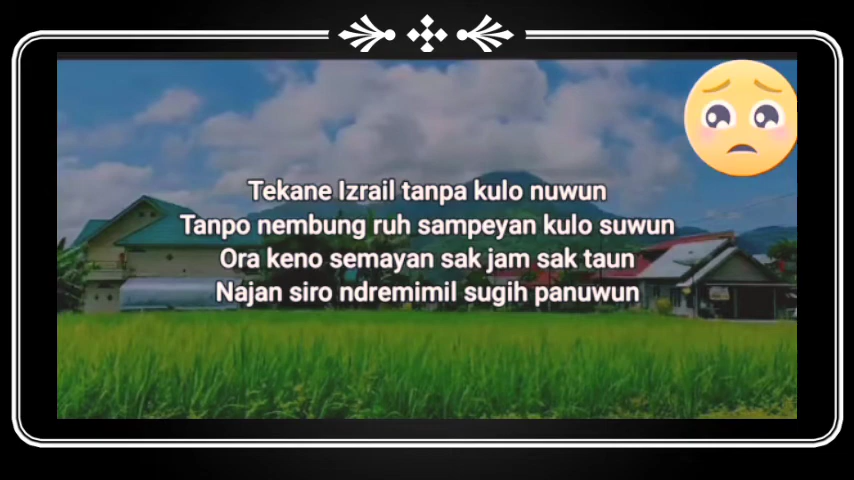 Tekane Izrail tanpa kulo nuwun
Tanpo nembung ruh sampeyan kulo suwun
Ora keno semayan sak jam sak taun
Najan siro ndremimil sugih panuwun